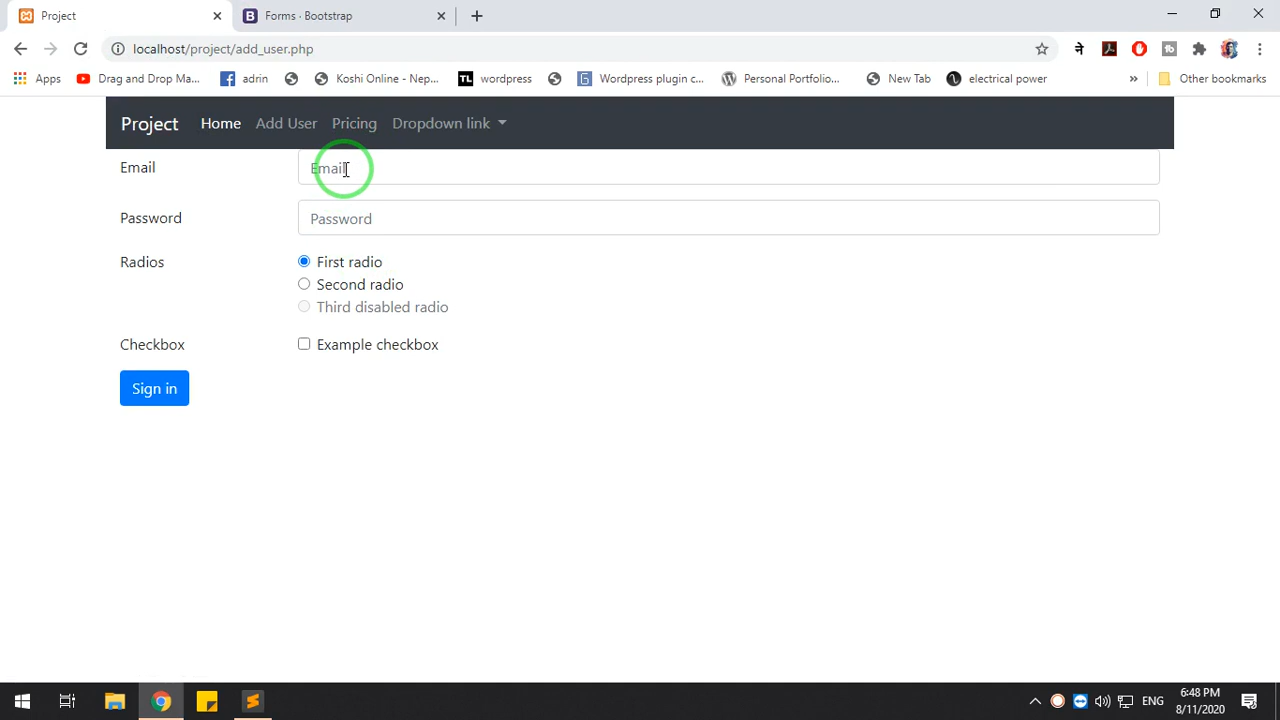 Project
Forms · Bootstrap
localhost/project/add_user.php
ने
Apps
Drag and Drop Ma...
adrin
Koshi Online - Nep...
TL
wordpress
Wordpress plugin c...
Personal Portfolio...
New Tab
electrical power
»
Other bookmarks
Project
Home
Add User
Pricing
Dropdown link
Email
Email
Password
Password
Radios
First radio
Second radio
Third disabled radio
Checkbox
Example checkbox
Sign in
ENG
6:48 PM
8/11/2020